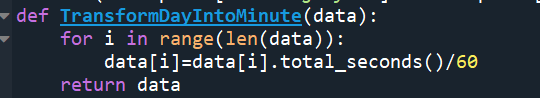 def TransformDayIntoMinute(data):
    for i in range(len(data)):
        data[i]=data[i].total_seconds()/60
    return data